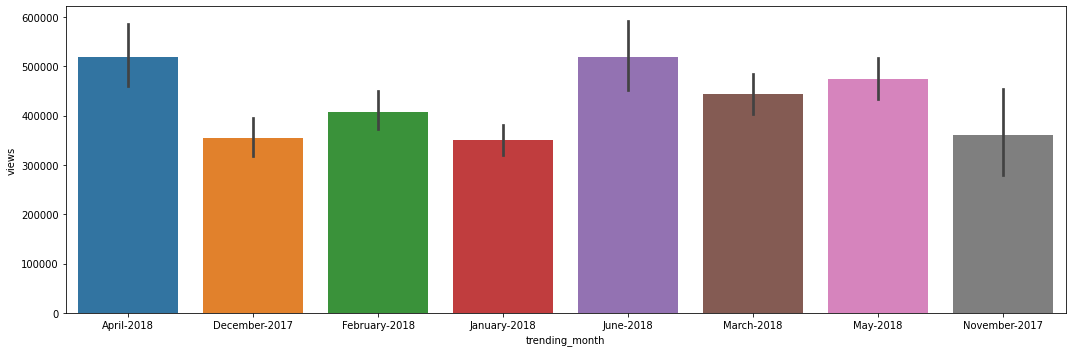 600000
500000
400000
300000
200000
100000
0
views
April-2018 December-2017 February-2018 January-2018 June-2018 March-2018 May-2018 November-2017
trending_month